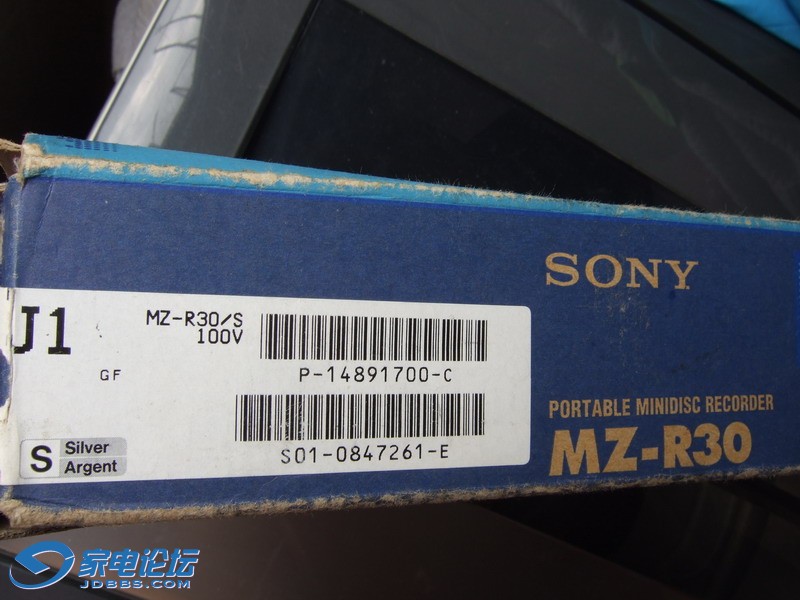 SONY
PORTABLE MINIDISC RECORDER
MZ-R30
J1
MZ-R30/S
100V
GF
P-14891700-C
S01-0847261-E
S Silver
Argent
家电论坛
JDBBS.COM